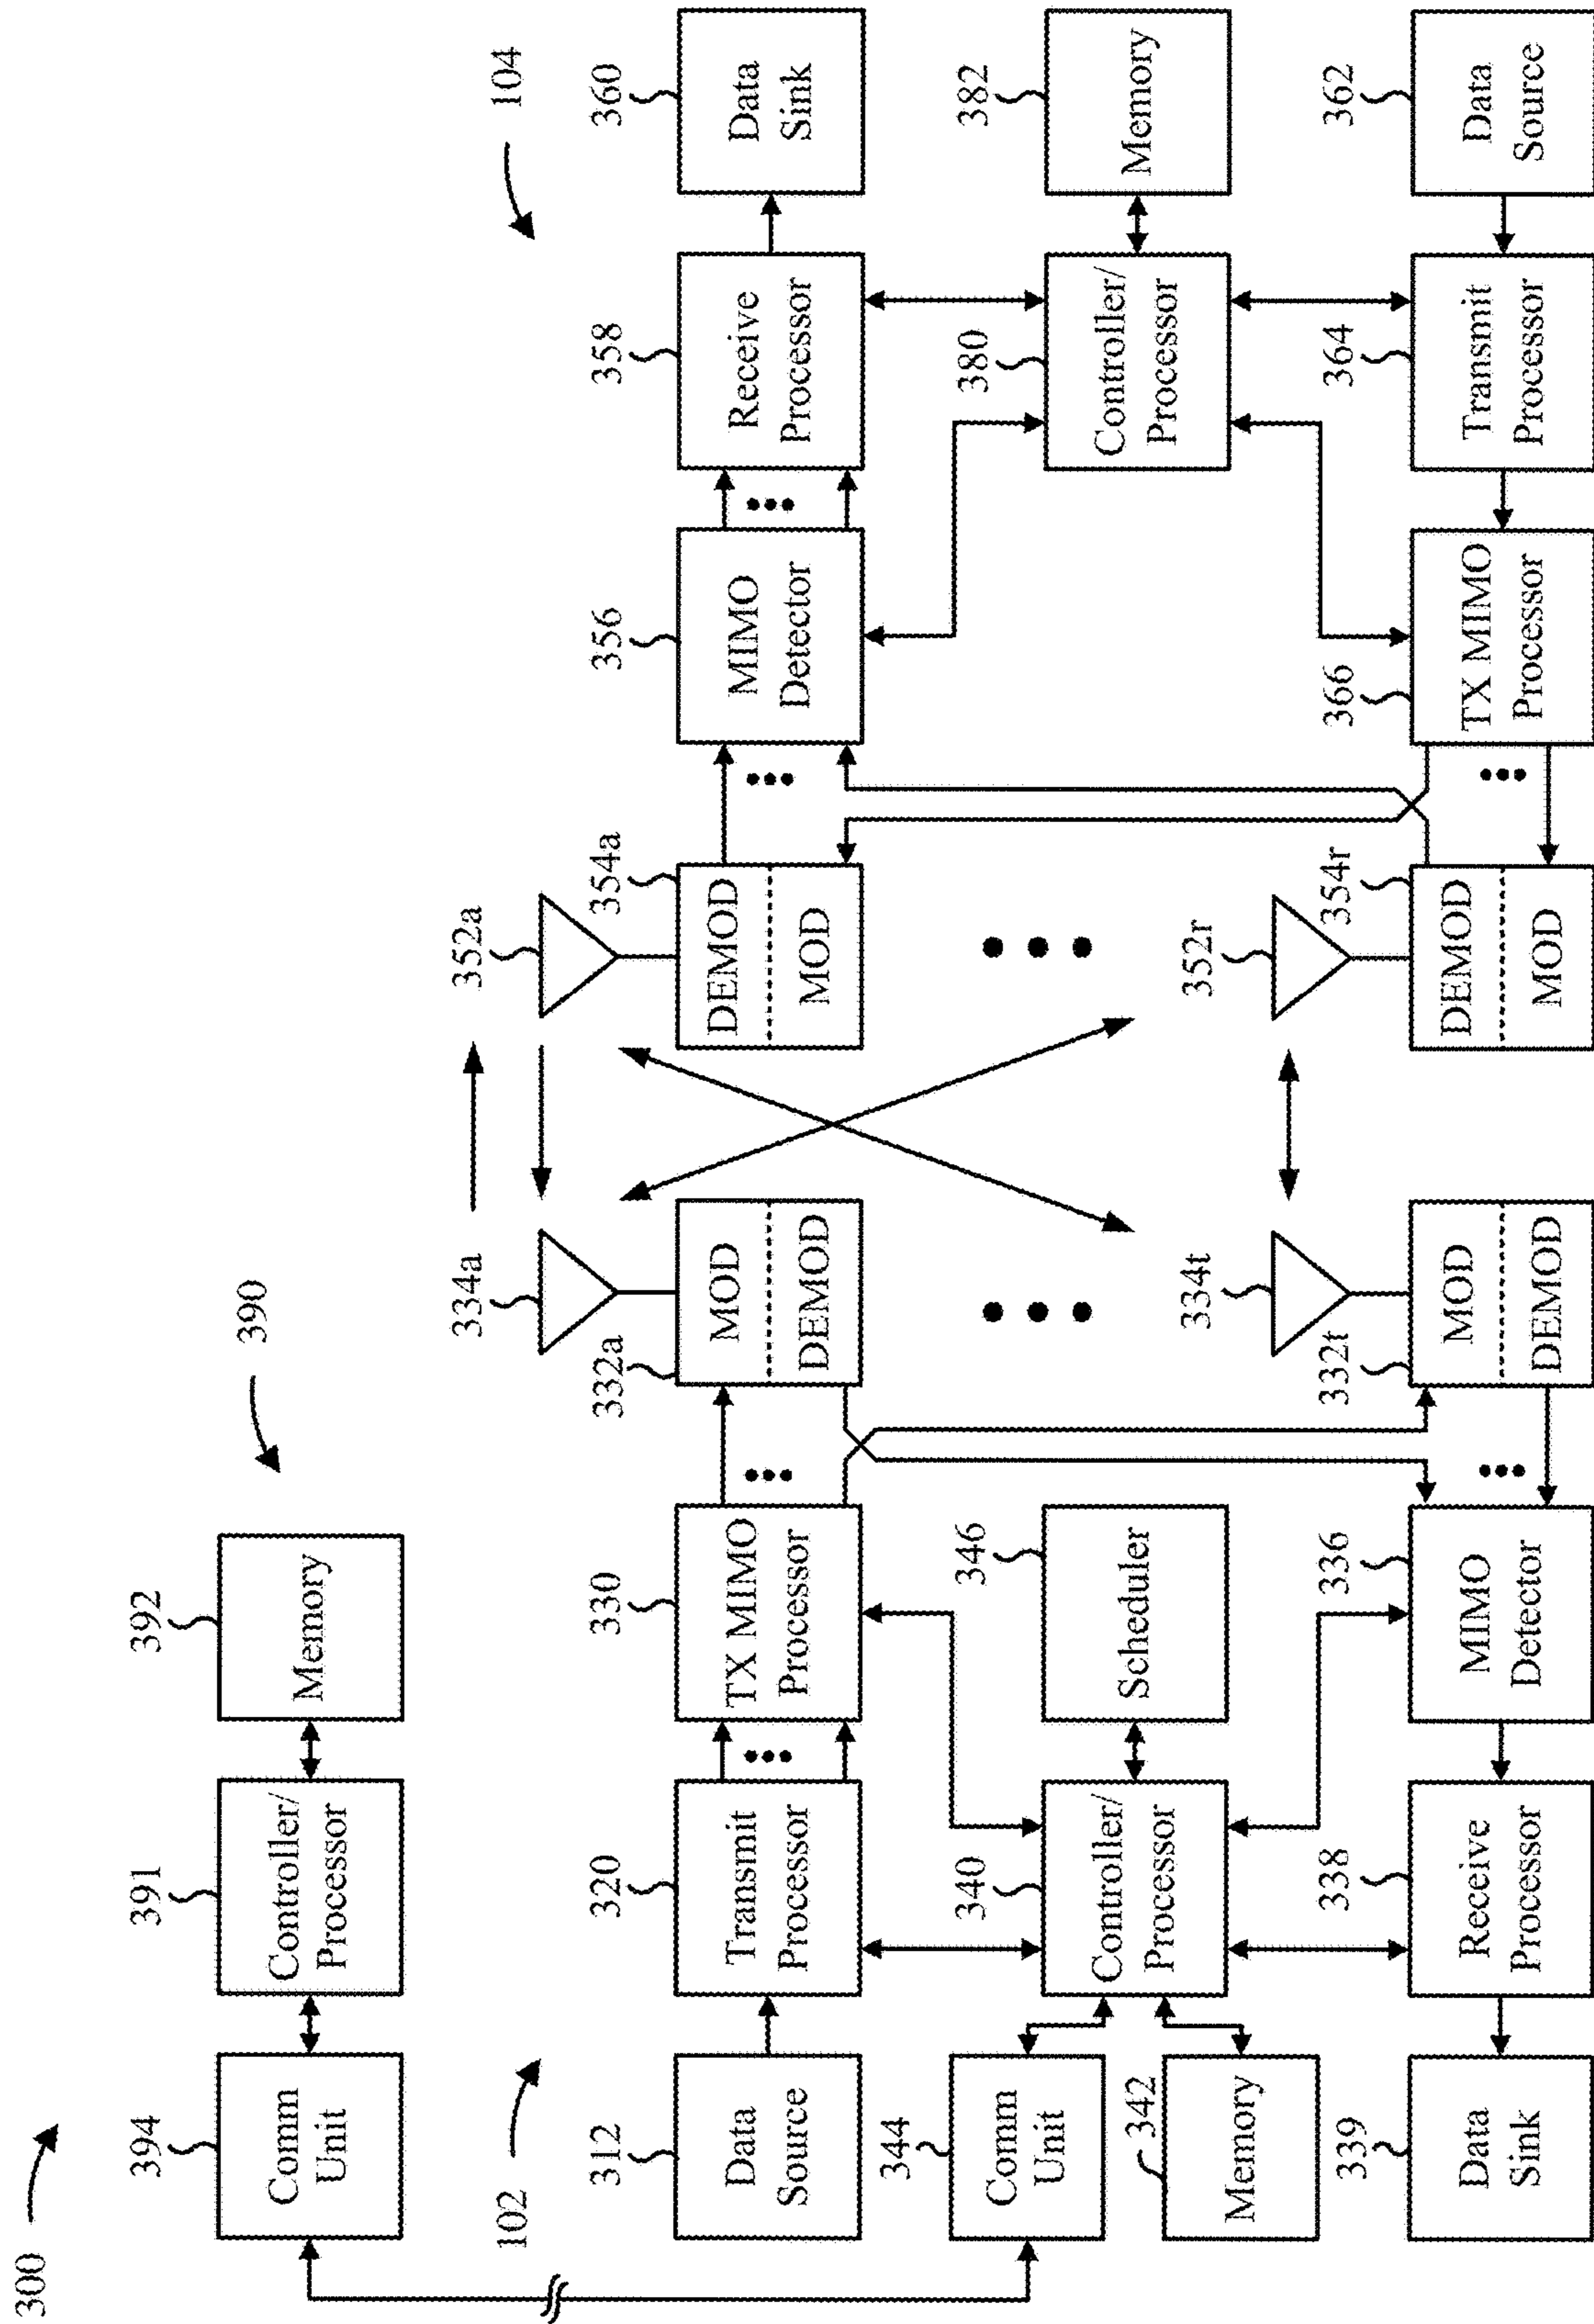 300
394
391
392
390
Comm
Unit
Controller/
Processor
Memory
102
104
334a
352a
312
320
330
332a
354a
356
358
360
Data
Source
Transmit
Processor
TX MIMO
Processor
MOD
DEMOD
DEMOD
MOD
MIMO
Detector
Receive
Processor
Data
Sink
344
340
346
380
382
Comm
Unit
Controller/
Processor
Scheduler
Controller/
Processor
Memory
342
Memory
334t
352r
339
338
336
332t
354r
366
364
362
Data
Sink
Receive
Processor
MIMO
Detector
MOD
DEMOD
DEMOD
MOD
TX MIMO
Processor
Transmit
Processor
Data
Source